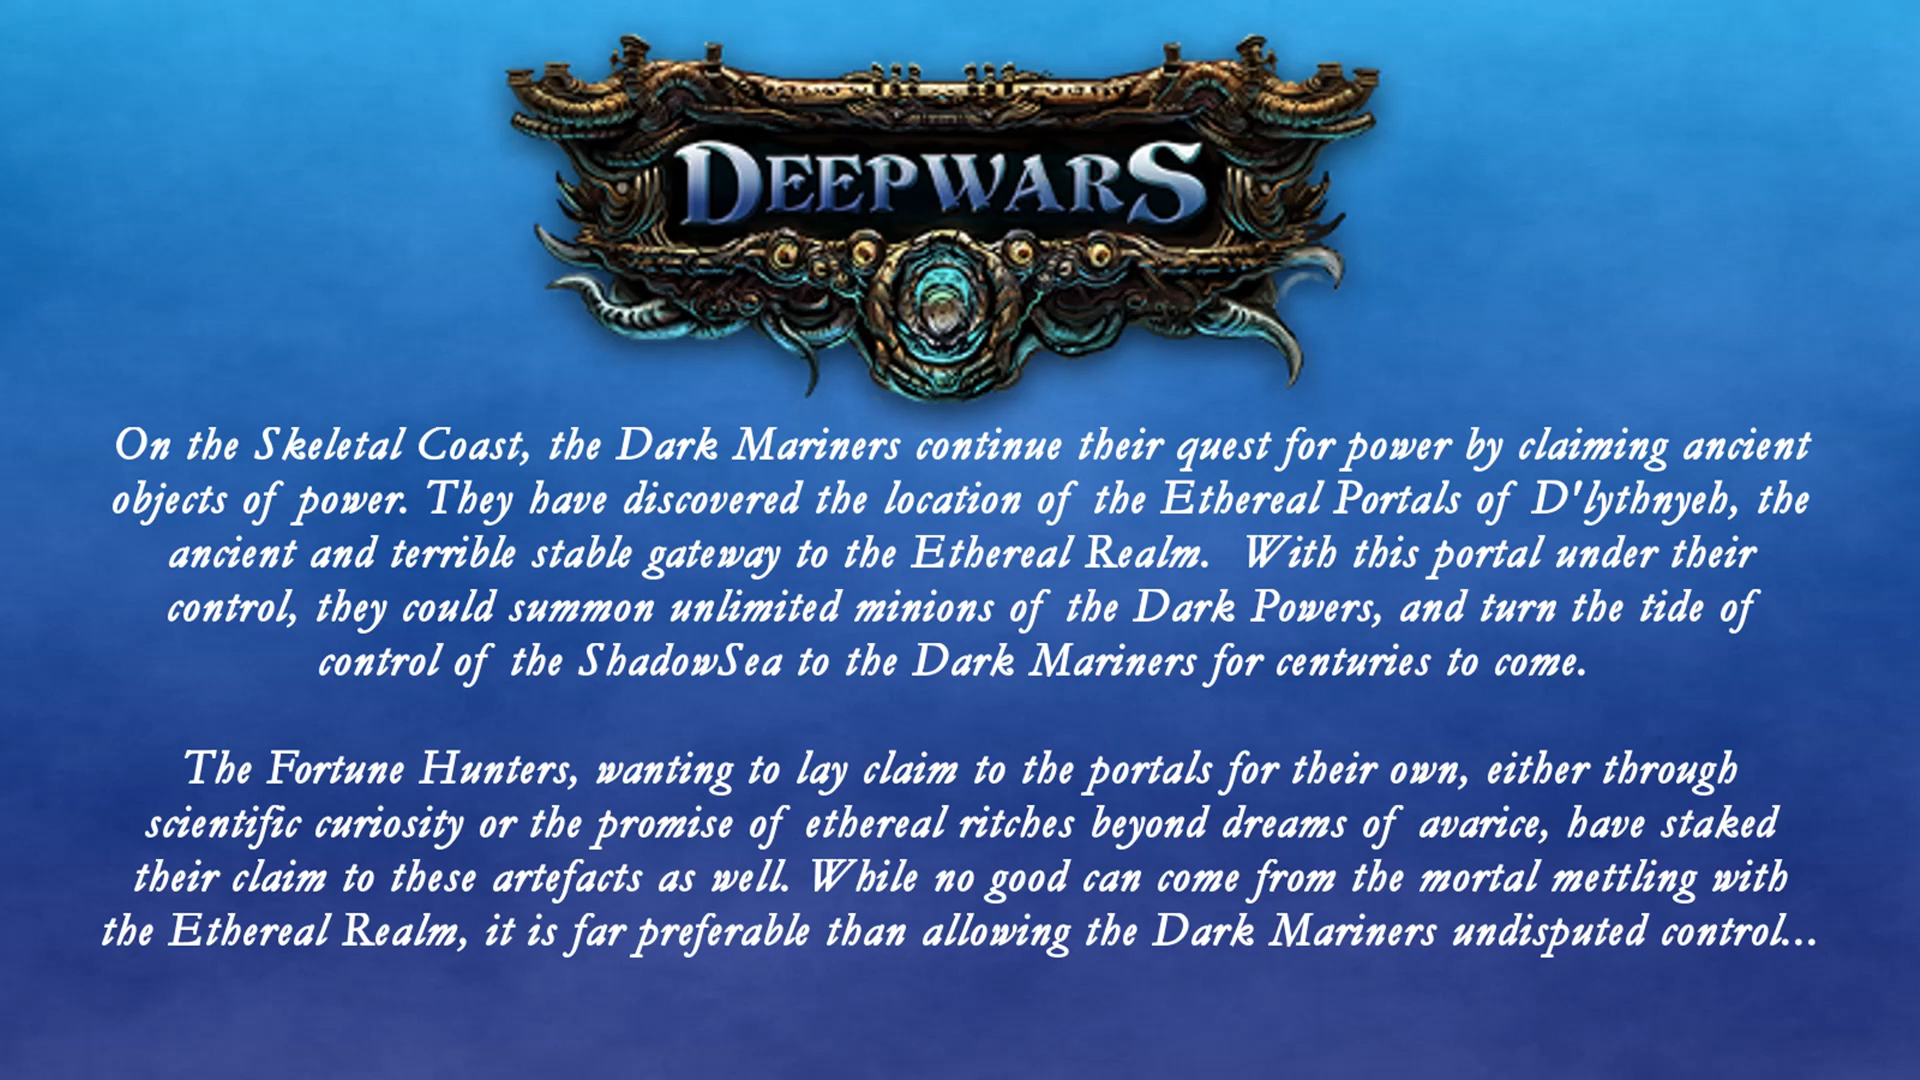 DEEPWARS
On the Skeletal Coast, the Dark Mariners continue their quest for power by claiming ancient
objects of power. They have discovered the location of the Ethereal Portals of D'lythnyeh, the
ancient and terrible stable gateway to the Ethereal Realm. With this portal under their
control, they could summon unlimited minions of the Dark Powers, and turn the tide of
control of the ShadowSea to the Dark Mariners for centuries to come.
The Fortune Hunters, wanting to lay claim to the portals for their own, either through
scientific curiosity or the promise of ethereal ritches beyond dreams of avarice, have staked
their claim to these artefacts as well. While no good can come from the mortal mettling with
the Ethereal Realm, it is far preferable than allowing the Dark Mariners undisputed control...